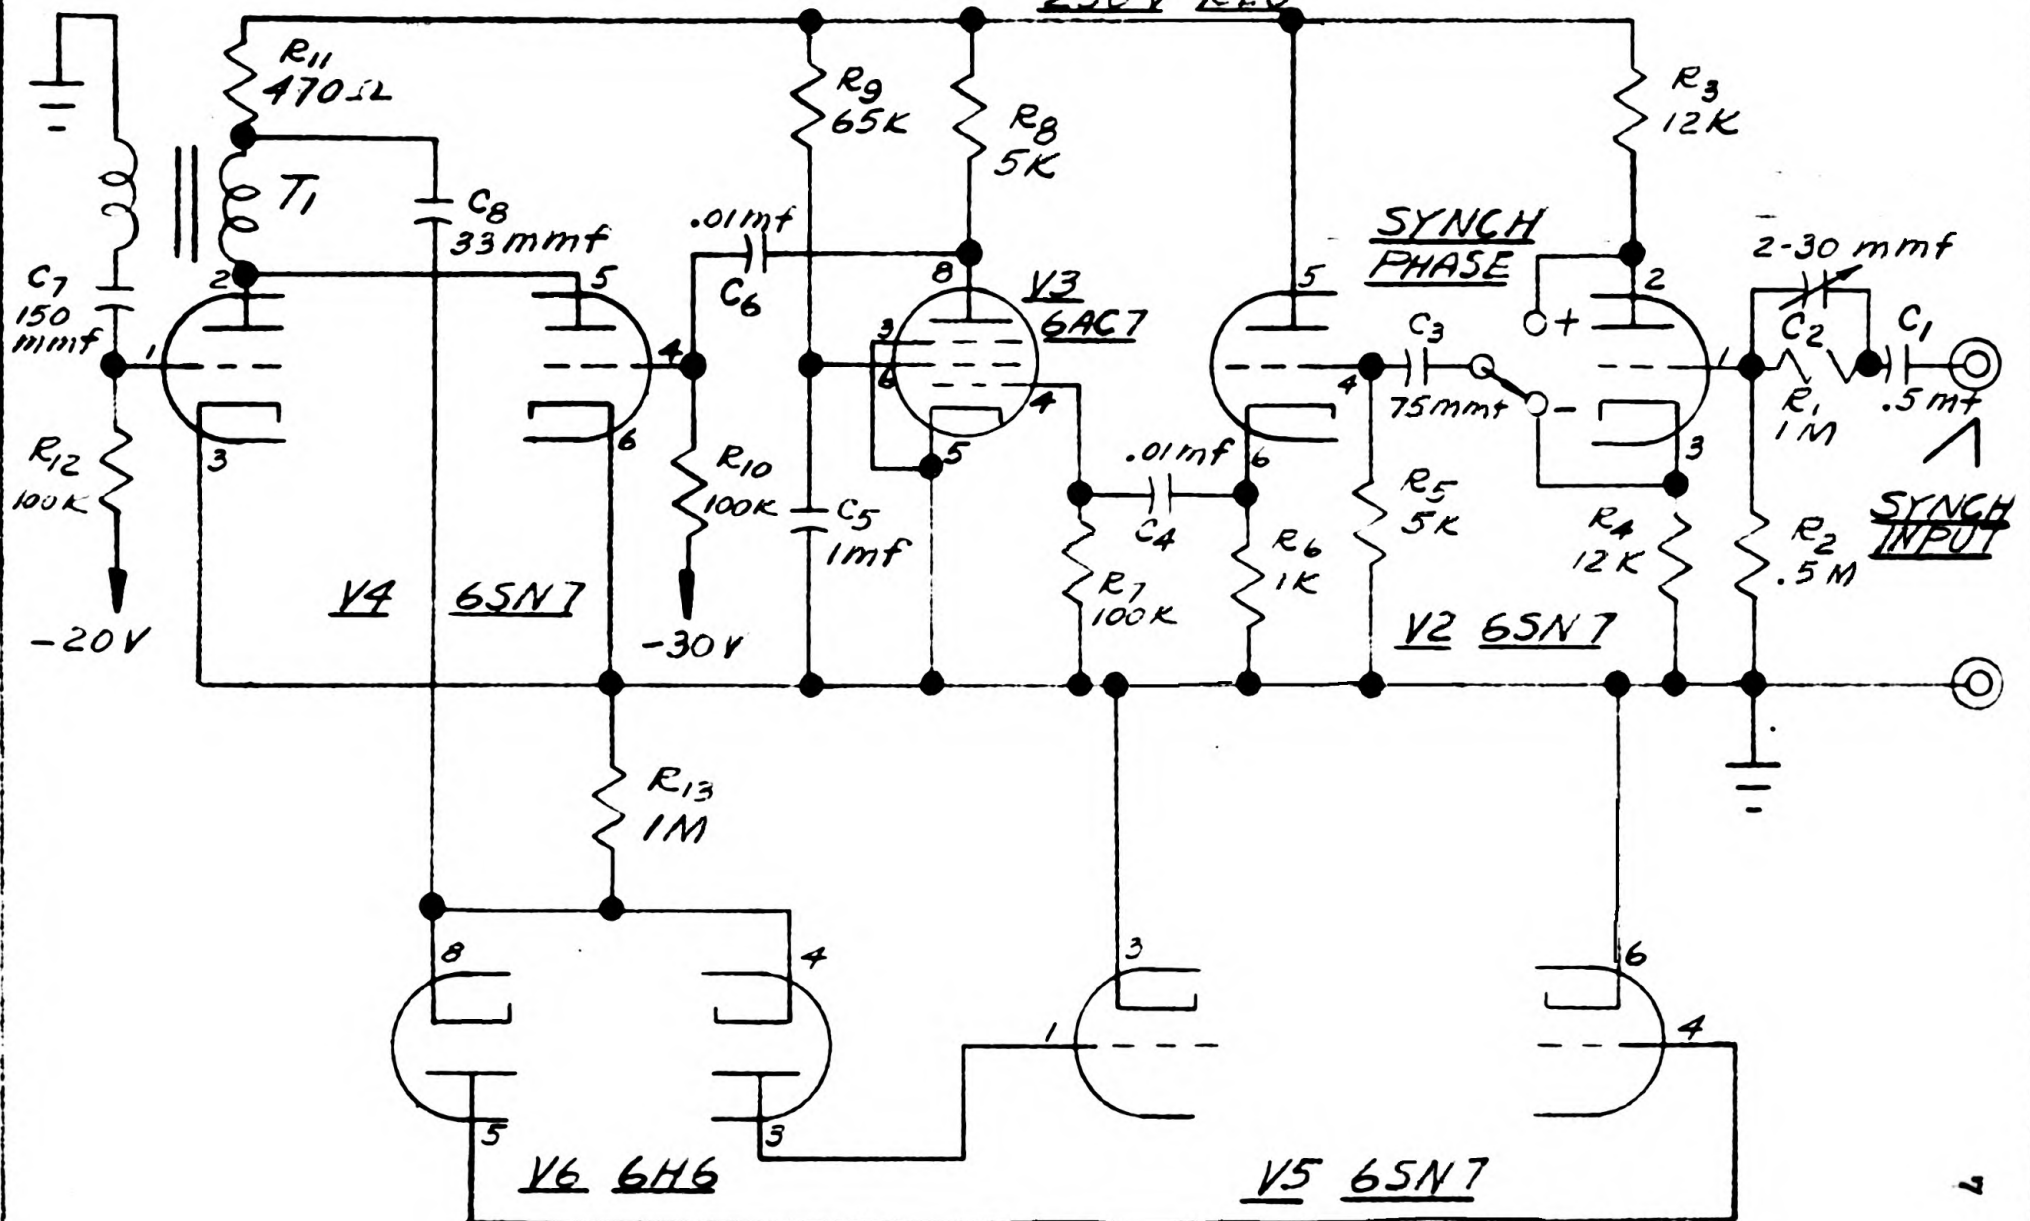 250V REG
R11
470Ω
R9
65K
R8
5K
R3
12K
T1
C8
33mmf
.01mf
C6
SYNCH
PHASE
2-30 mmf
C2
C1
.5mf
C7
150
mmf
2
5
8
V3
6AC7
5
+
2
1
4
3
6
4
4
C3
75mmf
-
1
R1
1M
SYNCH
INPUT
R12
100K
3
6
R10
100K
C5
1mf
5
.01mf
C4
6
R5
5K
3
R4
12K
R2
.5M
R7
100K
R6
1K
-20V
V4 6SN7
-30V
V2 6SN7
R13
1M
8
4
3
6
1
4
5
3
V6 6H6
V5 6SN7